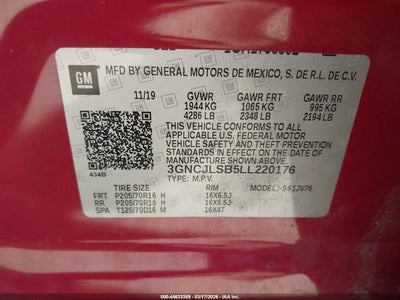 GM
MFD BY GENERAL MOTORS DE MEXICO, S. DE R.L. DE C.V.
11/19 GVWR GAWR FRT GAWR RR
1944 KG 1065 KG 995 KG
4286 LB 2348 LB 2194 LB
THIS VEHICLE CONFORMS TO ALL
APPLICABLE U.S. FEDERAL MOTOR
VEHICLE SAFETY, BUMPER, AND
THEFT PREVENTION STANDARDS IN
EFFECT ON THE DATE OF
MANUFACTURE SHOWN ABOVE.
434B
3GNCJLSB5LL220176
TYPE: M.P.V. MODEL:
TIRE SIZE RIM
FRT P205/70R16 H 16X6.5J
RR P205/70R16 H 16X6.5J
SPA T125/70D16 M 16X4T
000-44633399 - 03/17/2026 - IAA Inc.